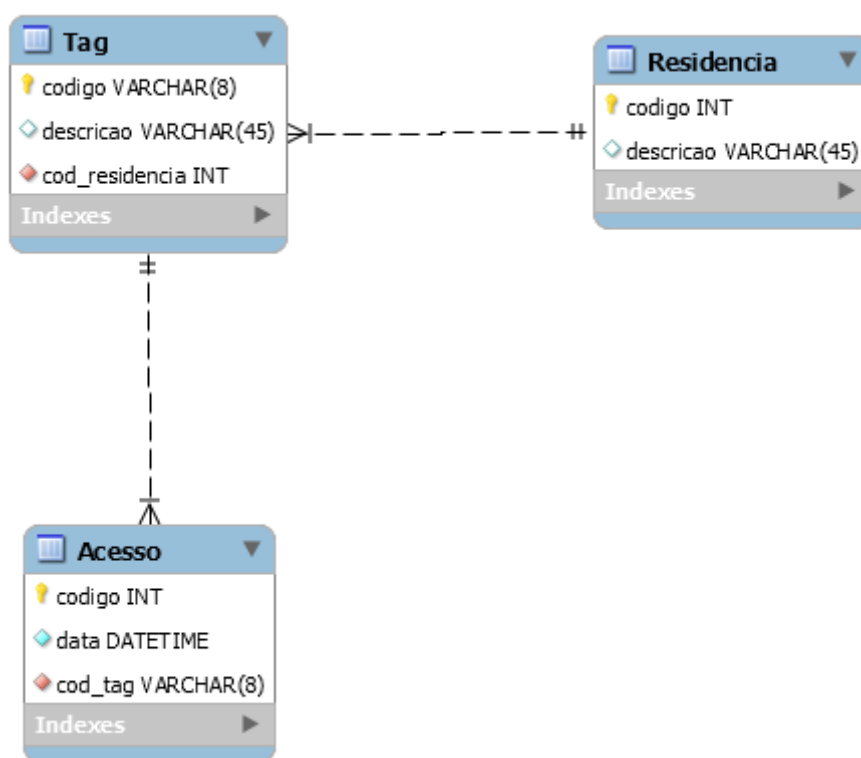 Tag
codigo VARCHAR(8)
descricao VARCHAR(45)
cod_residencia INT
Indexes
Residencia
codigo INT
descricao VARCHAR(45)
Indexes
Acesso
codigo INT
data DATETIME
cod_tag VARCHAR(8)
Indexes